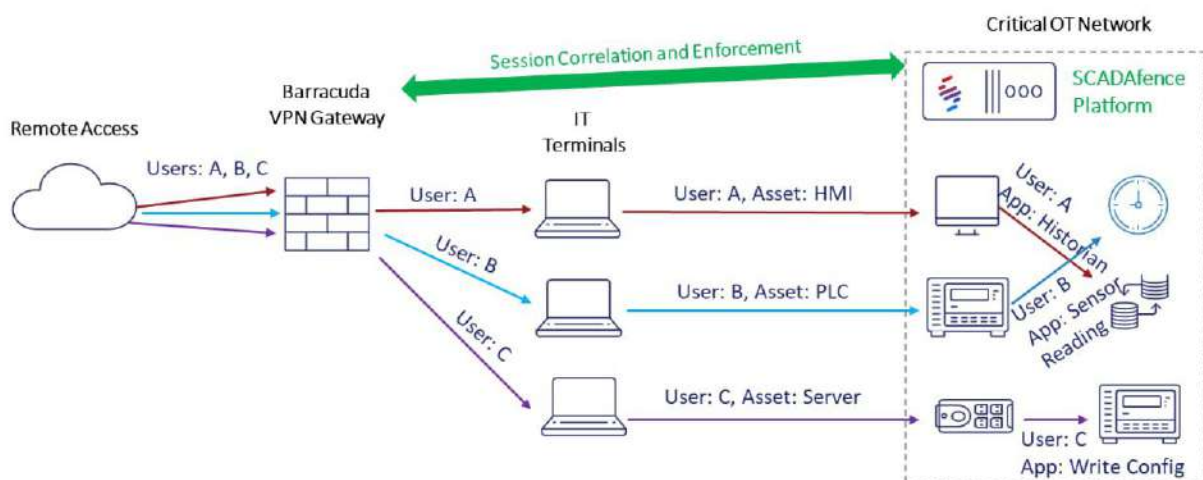 Critical OT Network
Session Correlation and Enforcement
SCADAfence
Platform
Barracuda
VPN Gateway
Remote Access
IT
Terminals
Users: A, B, C
User: A
User: A, Asset: HMI
User: A
App: Historian
User: B
User: B, Asset: PLC
User: B
App: Sensor
Reading
User: C
User: C, Asset: Server
User: C
App: Write Config